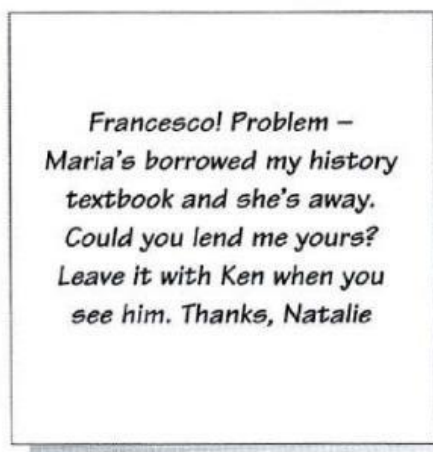 Francesco! Problem –
Maria's borrowed my history
textbook and she's away.
Could you lend me yours?
Leave it with Ken when you
see him. Thanks, Natalie